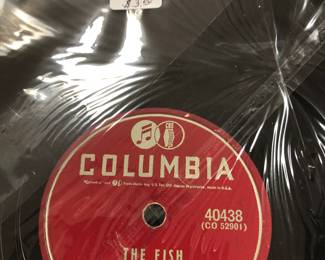 COLUMBIA
40438
(CO 52901)
THE FISH